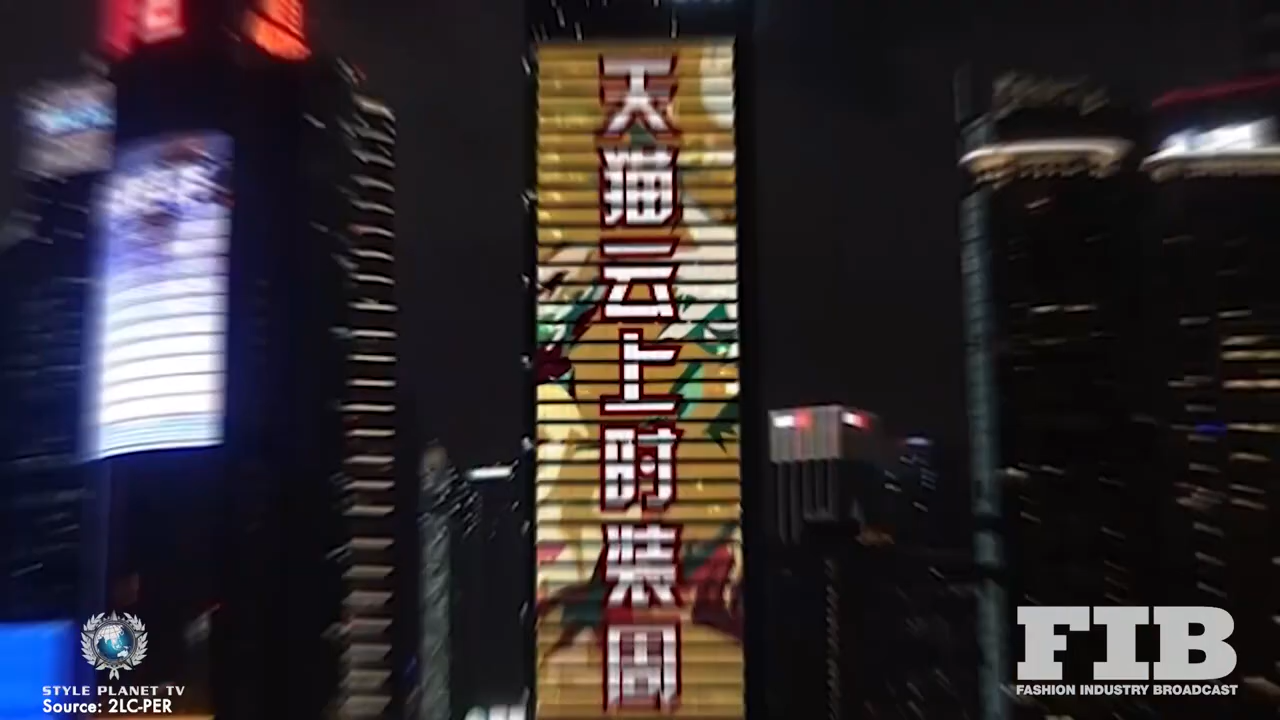 天猫云上时装周
STYLE PLANET TV
Source: 2LC-PER
FIB
FASHION INDUSTRY BROADCAST